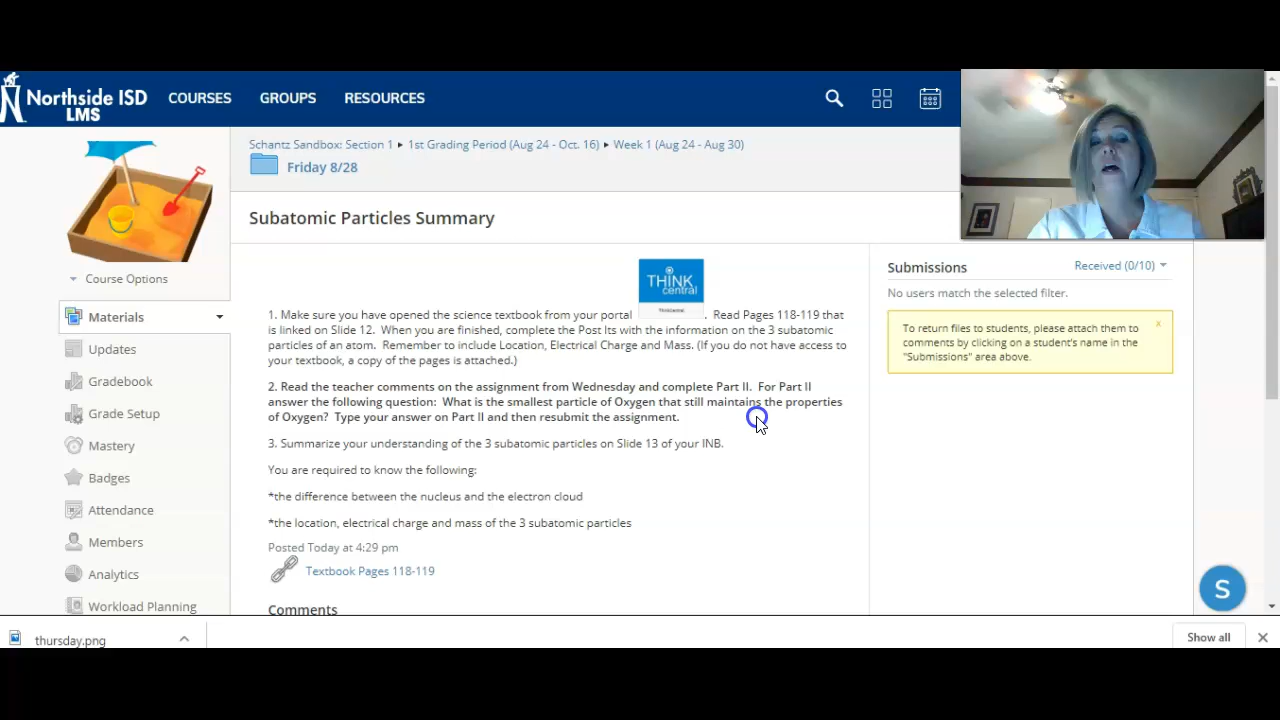 Northside ISD
LMS
COURSES
GROUPS
RESOURCES
Schantz Sandbox: Section 1 ▸ 1st Grading Period (Aug 24 - Oct. 16) ▸ Week 1 (Aug 24 - Aug 30)
Friday 8/28
Subatomic Particles Summary
Course Options
Materials
Updates
Gradebook
Grade Setup
Mastery
Badges
Attendance
Members
Analytics
Workload Planning
THINK
central
ThinkCentral
1. Make sure you have opened the science textbook from your portal . Read Pages 118-119 that
is linked on Slide 12. When you are finished, complete the Post Its with the information on the 3 subatomic
particles of an atom. Remember to include Location, Electrical Charge and Mass. (If you do not have access to
your textbook, a copy of the pages is attached.)
2. Read the teacher comments on the assignment from Wednesday and complete Part II. For Part II
answer the following question: What is the smallest particle of Oxygen that still maintains the properties
of Oxygen? Type your answer on Part II and then resubmit the assignment.
3. Summarize your understanding of the 3 subatomic particles on Slide 13 of your INB.
You are required to know the following:
*the difference between the nucleus and the electron cloud
*the location, electrical charge and mass of the 3 subatomic particles
Posted Today at 4:29 pm
Textbook Pages 118-119
Comments
Submissions
Received (0/10)
No users match the selected filter.
To return files to students, please attach them to
comments by clicking on a student's name in the
"Submissions" area above.
x
S
thursday.png
Show all